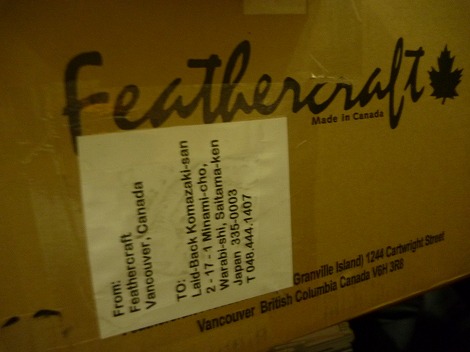 Feathercraft
Made in Canada
From:
Feathercraft
Vancouver, Canada
TO:
Laid-Back Komazaki-san
2 - 17 - 1 Minami-cho,
Warabi-shi, Saitama-ken
Japan 335-0003
T 048.444.1407
Granville Island) 1244 Cartwright Street
Vancouver British Columbia Canada V6H 3R8